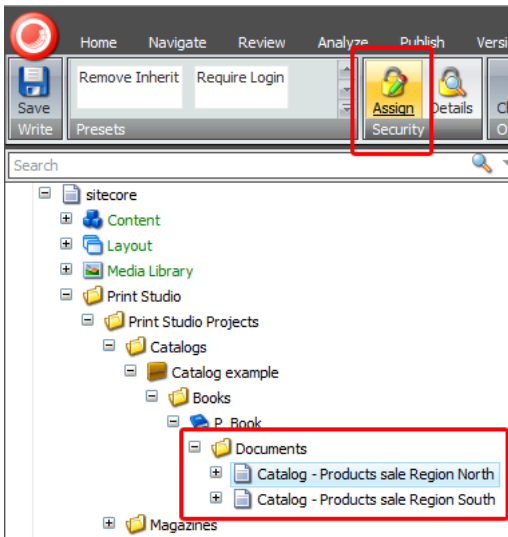 Home Navigate Review Analyze Publish Versi
Remove Inherit Require Login
Save Assign Details
Write Presets Security
Search
sitecore
Content
Layout
Media Library
Print Studio
Print Studio Projects
Catalogs
Catalog example
Books
P_Book
Documents
Catalog - Products sale Region North
Catalog - Products sale Region South
Magazines